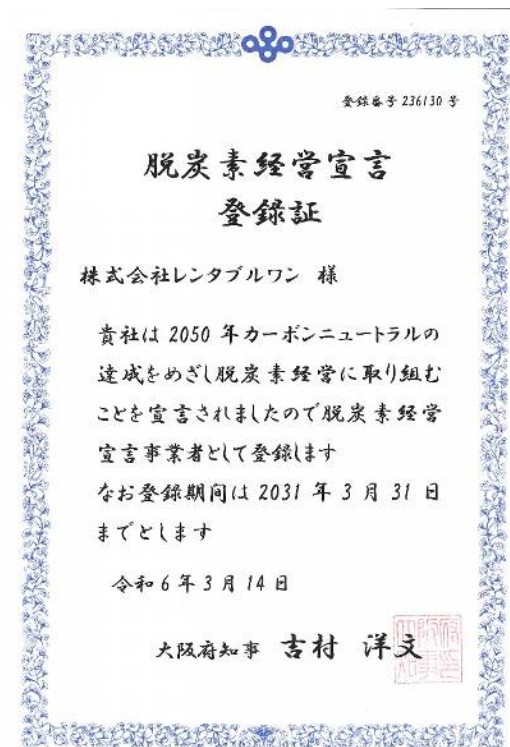 登録番号 236130 号
脱炭素経営宣言
登録証
株式会社レンタブルワン 様
貴社は 2050 年カーボンニュートラルの
達成をめざし脱炭素経営に取り組む
ことを宣言されましたので脱炭素経営
宣言事業者として登録します
なお登録期間は 2031 年 3 月 31 日
までとします
令和 6 年 3 月 14 日
大阪府知事 吉村 洋文